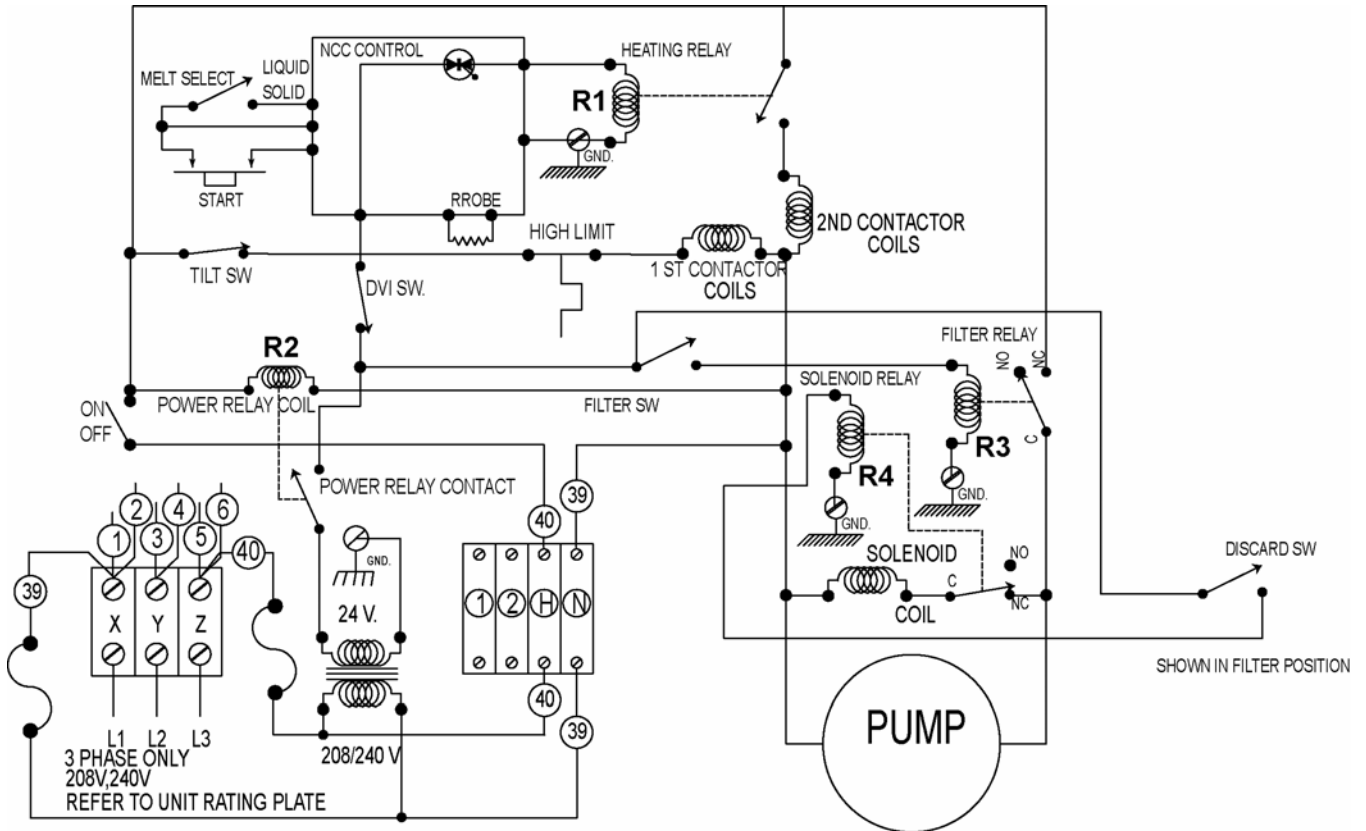 NCC CONTROL
HEATING RELAY
MELT SELECT
LIQUID
SOLID
R1
GND.
START
RROBE
HIGH LIMIT
2ND CONTACTOR
COILS
1 ST CONTACTOR
COILS
TILT SW
DVI SW.
R2
FILTER RELAY
NO
NC
C
POWER RELAY COIL
FILTER SW
SOLENOID RELAY
ON
OFF
R3
R4
GND.
GND.
POWER RELAY CONTACT
39
40
2
4
6
1
3
5
40
GND.
SOLENOID
COIL
C
NO
NC
DISCARD SW
39
X
Y
Z
24 V.
1
2
H
N
SHOWN IN FILTER POSITION
40
39
PUMP
L1
L2
L3
208/240 V
3 PHASE ONLY
208V,240V
REFER TO UNIT RATING PLATE